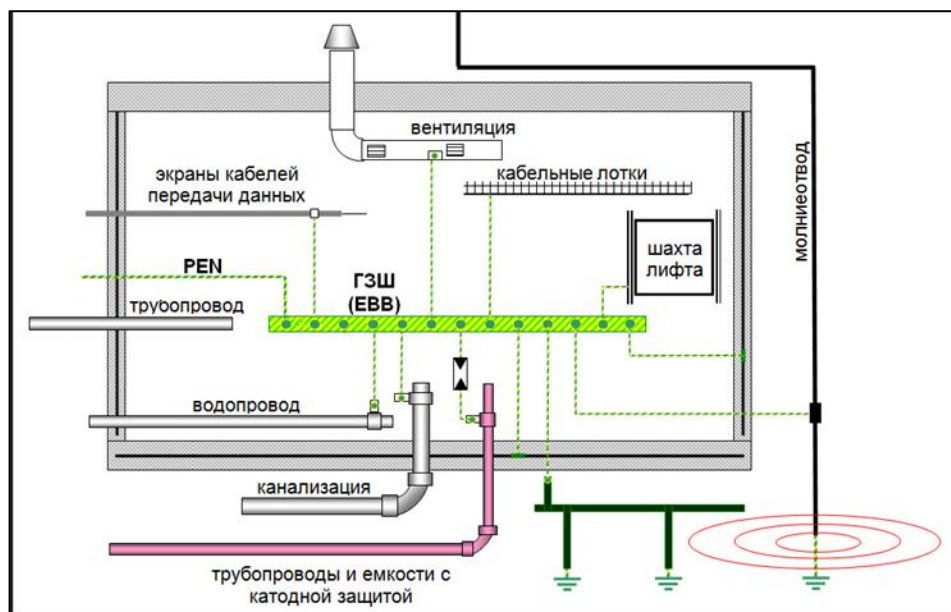 вентиляция
экраны кабелей
передачи данных
кабельные лотки
шахта
лифта
молниеотвод
PEN
ГЗШ
(EBB)
трубопровод
водопровод
канализация
трубопроводы и емкости с
катодной защитой